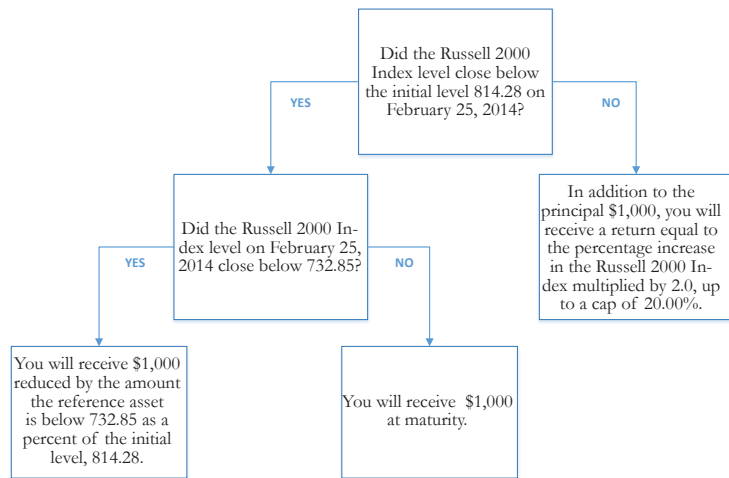 Did the Russell 2000
Index level close below
the initial level 814.28 on
February 25, 2014?
YES
NO
Did the Russell 2000 In-
dex level on February 25,
2014 close below 732.85?
In addition to the
principal $1,000, you will
receive a return equal to
the percentage increase
in the Russell 2000 In-
dex multiplied by 2.0, up
to a cap of 20.00%.
YES
NO
You will receive $1,000
reduced by the amount
the reference asset
is below 732.85 as a
percent of the initial
level, 814.28.
You will receive $1,000
at maturity.